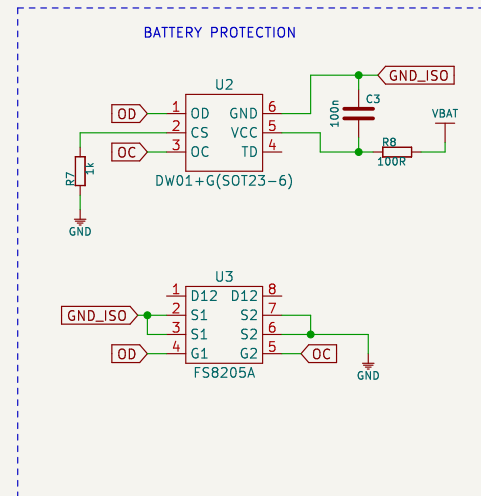 BATTERY PROTECTION
U2
OD 1 OD GND 6 GND_ISO
2 CS VCC 5
OC 3 OC TD 4
DW01+G(SOT23-6)
C3
100n
R8
100R
VBAT
R7
1k
GND
U3
1 D12 D12 8
GND_ISO 2 S1 S2 7
3 S1 S2 6
OD 4 G1 G2 5 OC
FS8205A
GND